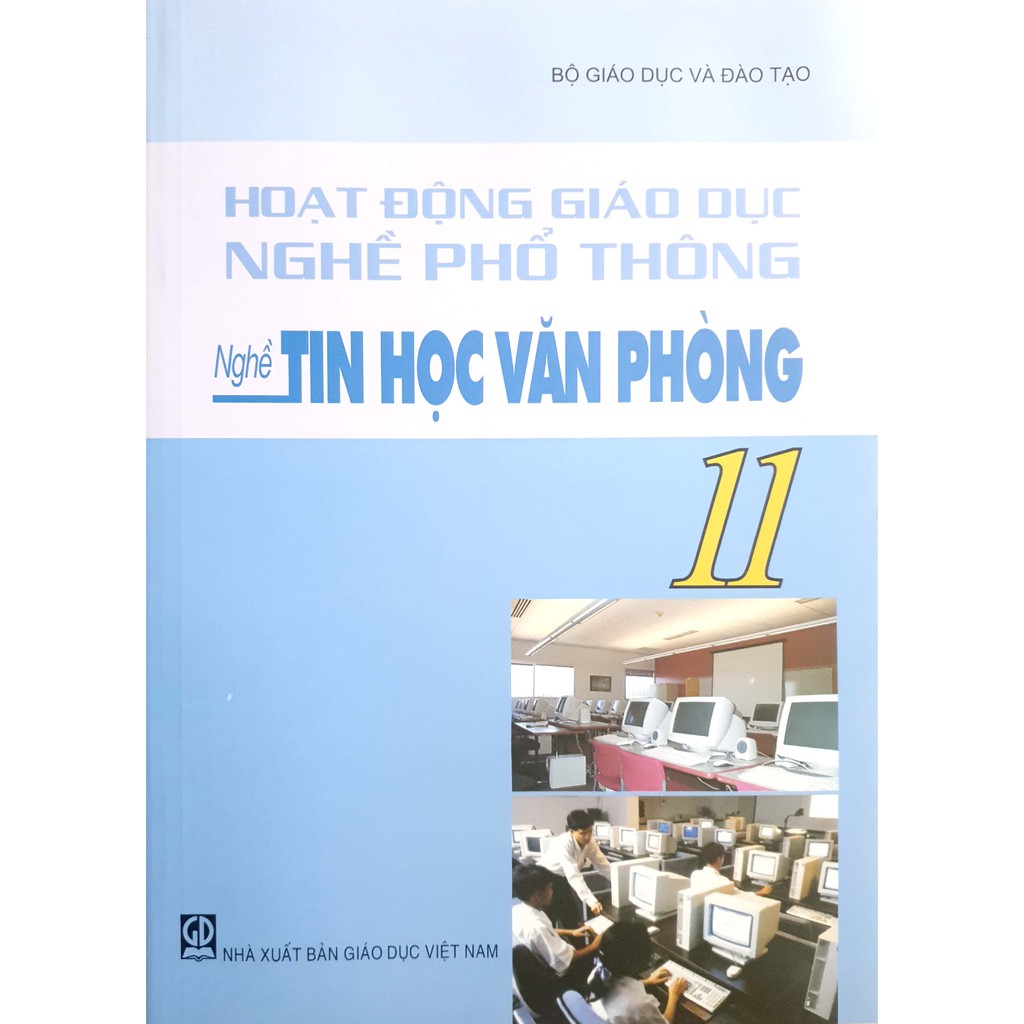 BỘ GIÁO DỤC VÀ ĐÀO TẠO
HOẠT ĐỘNG GIÁO DỤC
NGHỀ PHỔ THÔNG
Nghề TIN HỌC VĂN PHÒNG
11
GD
NHÀ XUẤT BẢN GIÁO DỤC VIỆT NAM